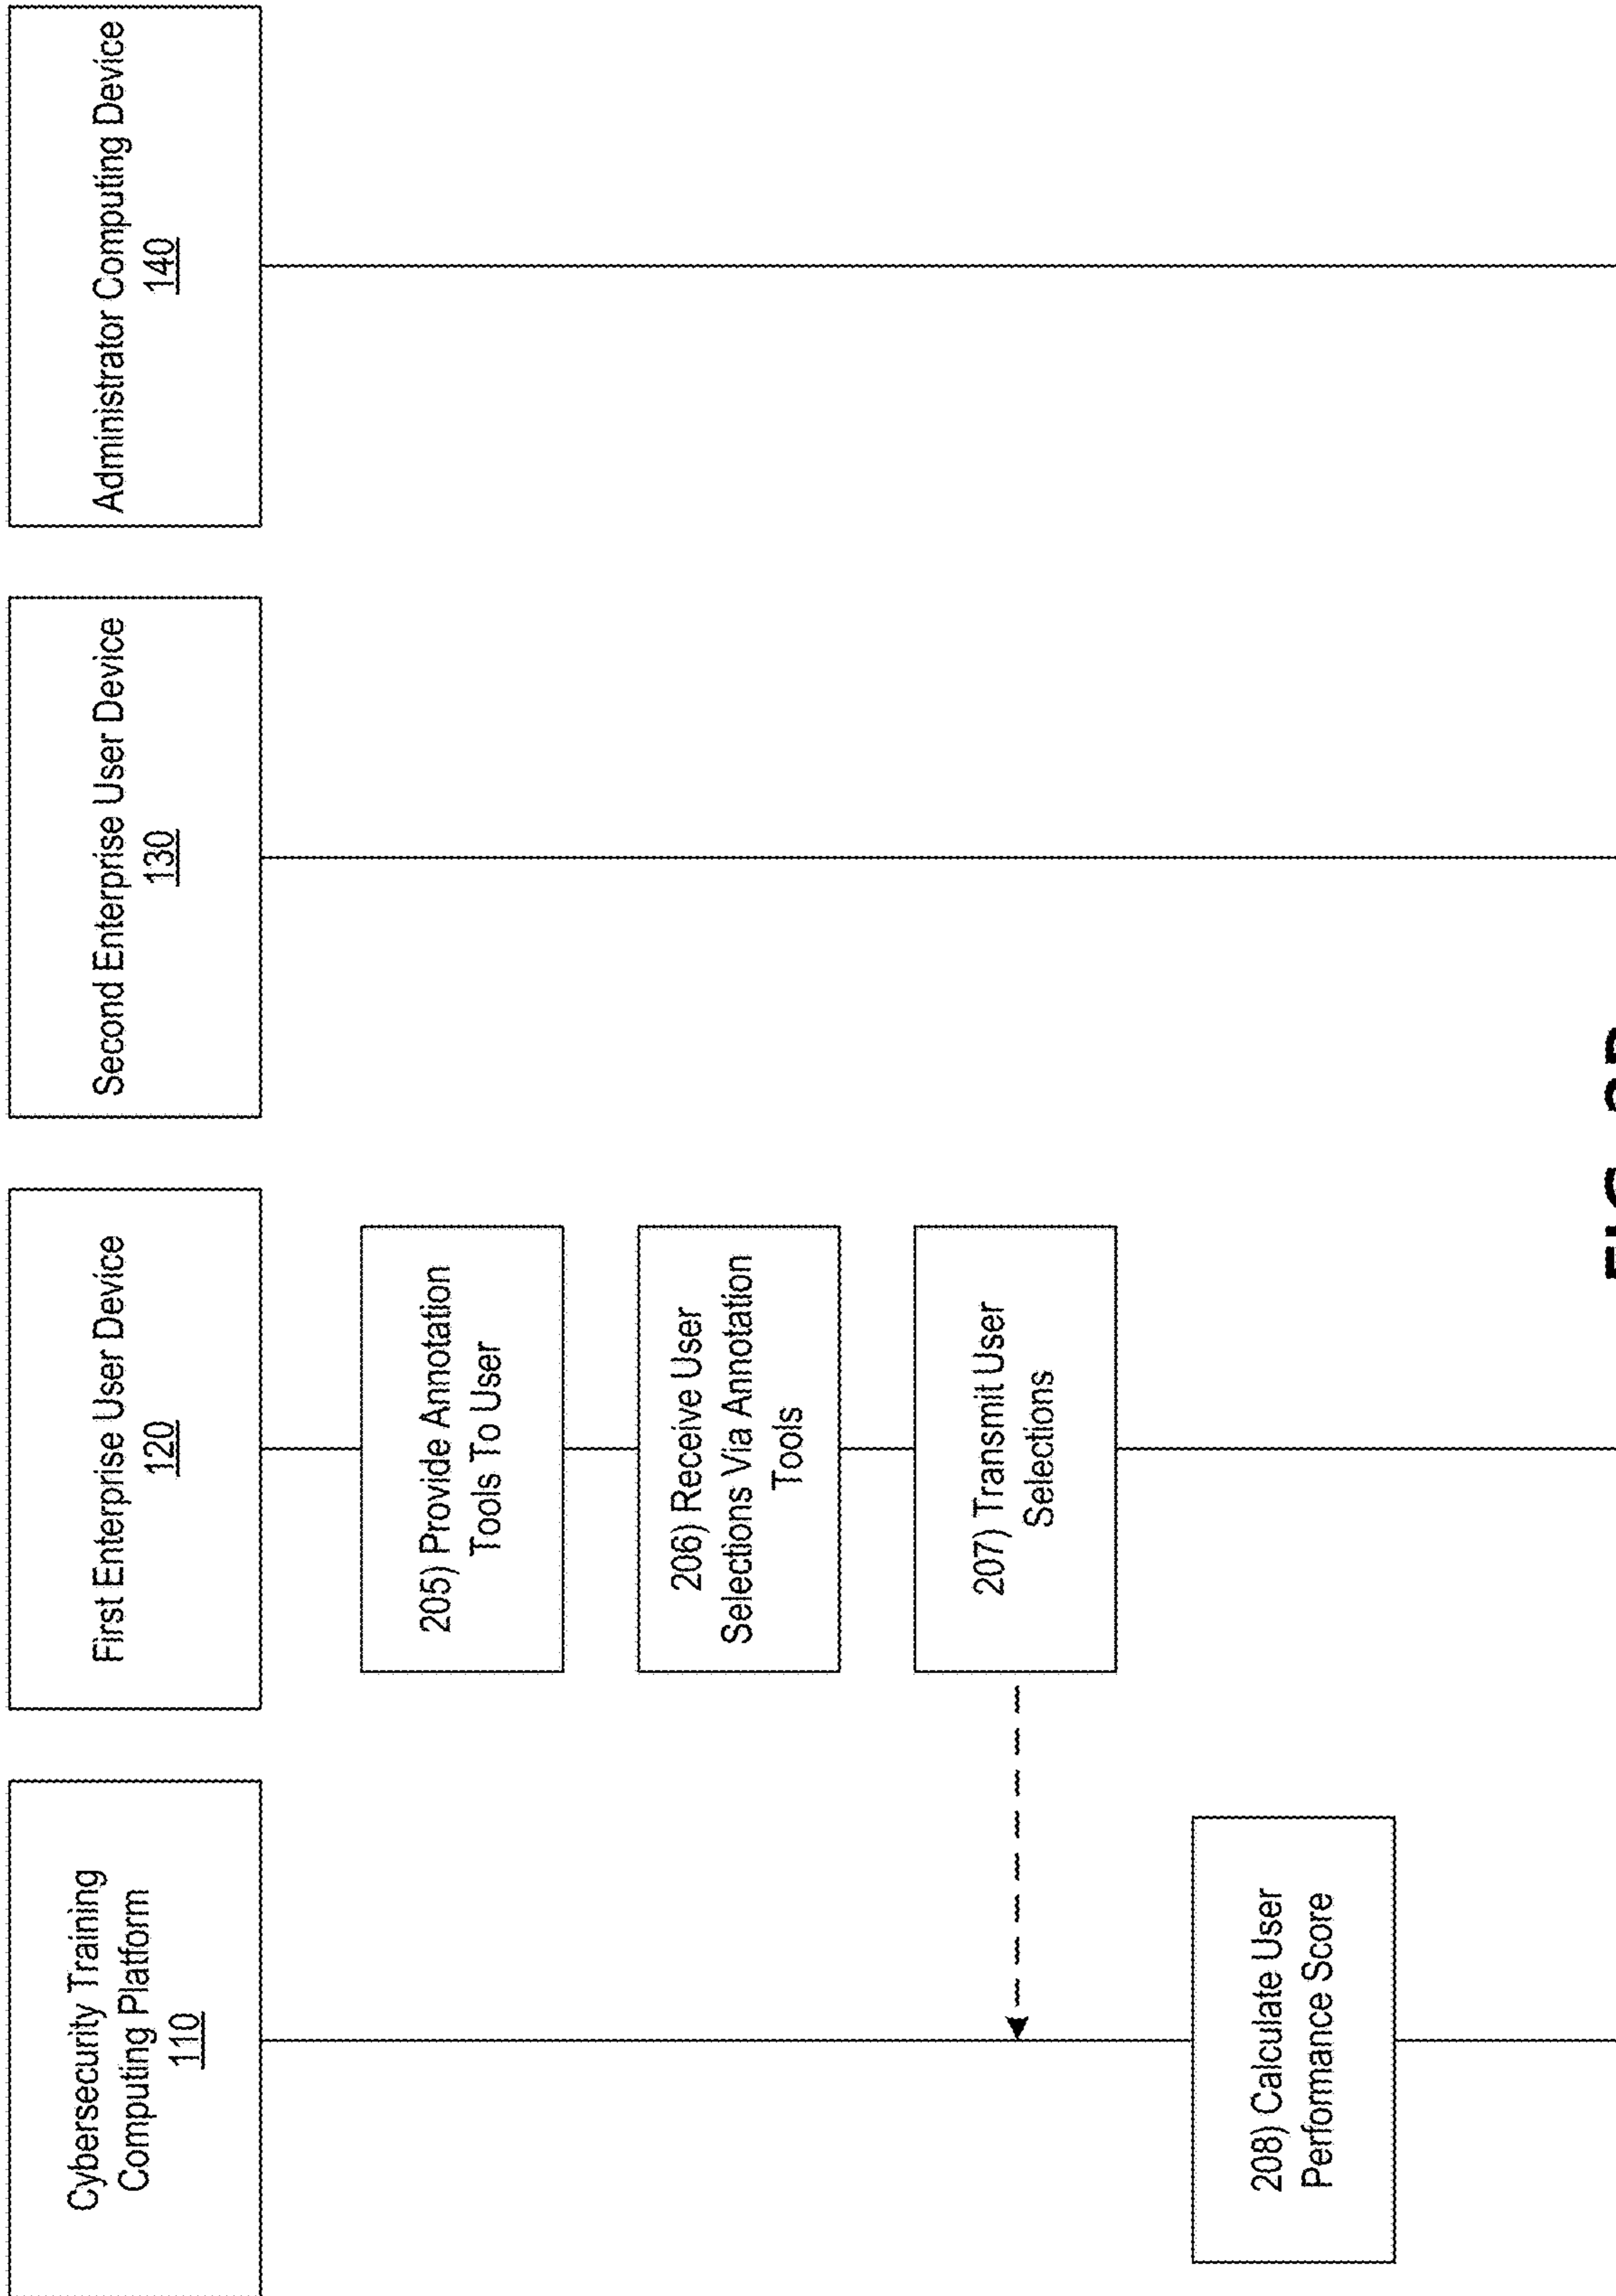 Cybersecurity Training
Computing Platform
110
First Enterprise User Device
120
Second Enterprise User Device
130
Administrator Computing Device
140
205) Provide Annotation
Tools To User
206) Receive User
Selections Via Annotation
Tools
207) Transmit User
Selections
208) Calculate User
Performance Score